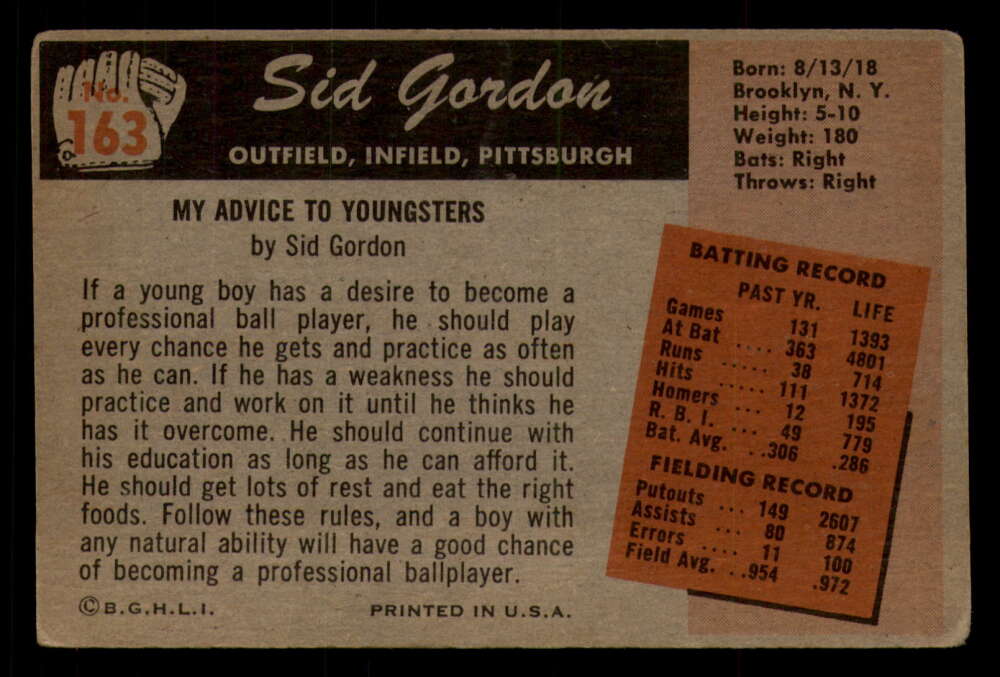 No.
163
Sid Gordon
OUTFIELD, INFIELD, PITTSBURGH
Born: 8/13/18
Brooklyn, N. Y.
Height: 5-10
Weight: 180
Bats: Right
Throws: Right
MY ADVICE TO YOUNGSTERS
by Sid Gordon
If a young boy has a desire to become a
professional ball player, he should play
every chance he gets and practice as often
as he can. If he has a weakness he should
practice and work on it until he thinks he
has it overcome. He should continue with
his education as long as he can afford it.
He should get lots of rest and eat the right
foods. Follow these rules, and a boy with
any natural ability will have a good chance
of becoming a professional ballplayer.
©B.G.H.L.I. PRINTED IN U.S.A.
BATTING RECORD
PAST YR. LIFE
Games 131 1393
At Bat .... 363 4801
Runs ..... 38 714
Hits ..... 111 1372
Homers ... 12 195
R. B. I. ... 49 779
Bat. Avg. . .306 .286
FIELDING RECORD
Putouts ... 149 2607
Assists ... 80 874
Errors .... 11 100
Field Avg. . .954 .972